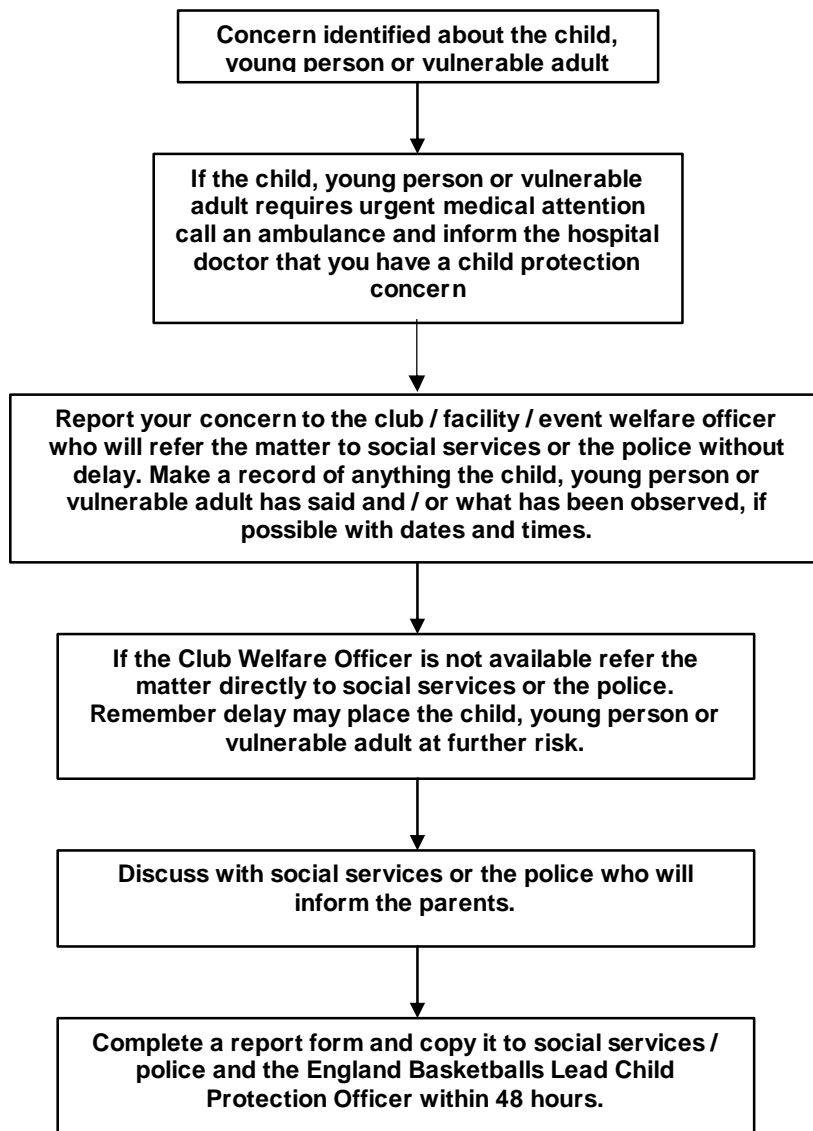 Concern identified about the child,
young person or vulnerable adult
If the child, young person or vulnerable
adult requires urgent medical attention
call an ambulance and inform the hospital
doctor that you have a child protection
concern
Report your concern to the club / facility / event welfare officer
who will refer the matter to social services or the police without
delay. Make a record of anything the child, young person or
vulnerable adult has said and / or what has been observed, if
possible with dates and times.
If the Club Welfare Officer is not available refer the
matter directly to social services or the police.
Remember delay may place the child, young person or
vulnerable adult at further risk.
Discuss with social services or the police who will
inform the parents.
Complete a report form and copy it to social services /
police and the England Basketballs Lead Child
Protection Officer within 48 hours.